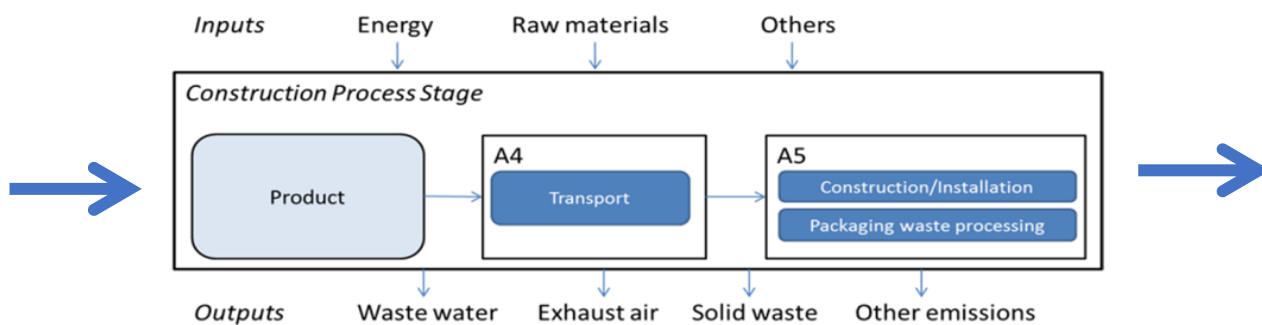 Inputs Energy Raw materials Others
Construction Process Stage
Product
A4
Transport
A5
Construction/Installation
Packaging waste processing
Outputs Waste water Exhaust air Solid waste Other emissions